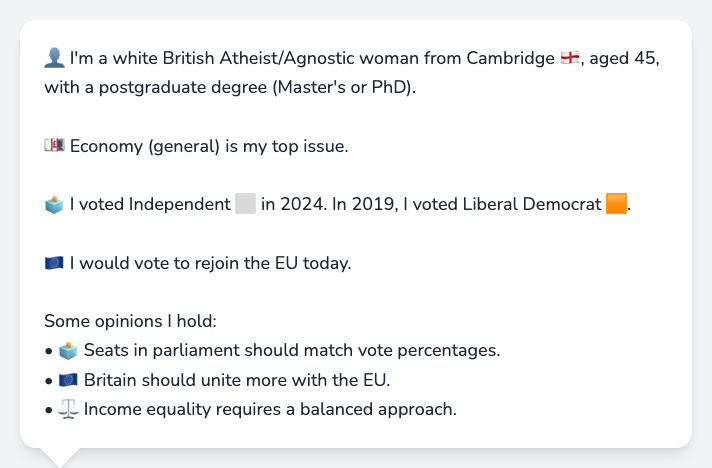 👤 I'm a white British Atheist/Agnostic woman from Cambridge 🏴󠁧󠁢󠁥󠁮󠁧󠁿, aged 45,
with a postgraduate degree (Master's or PhD).
💷 Economy (general) is my top issue.
🗳️ I voted Independent ⬜ in 2024. In 2019, I voted Liberal Democrat 🟧.
🇪🇺 I would vote to rejoin the EU today.
Some opinions I hold:
• 🗳️ Seats in parliament should match vote percentages.
• 🇪🇺 Britain should unite more with the EU.
• ⚖️ Income equality requires a balanced approach.